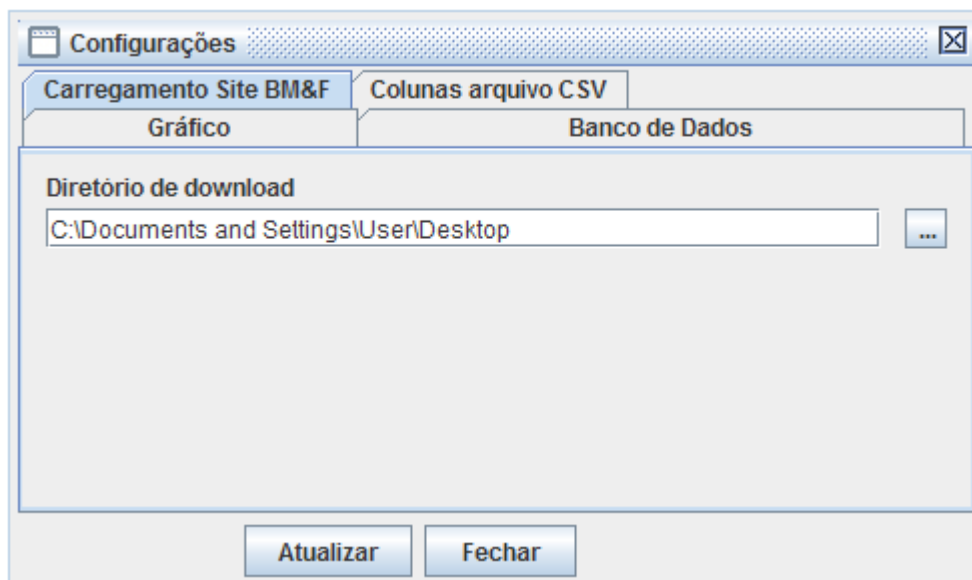 Configurações
Carregamento Site BM&F Colunas arquivo CSV
Gráfico Banco de Dados
Diretório de download
C:\Documents and Settings\User\Desktop ...
Atualizar Fechar